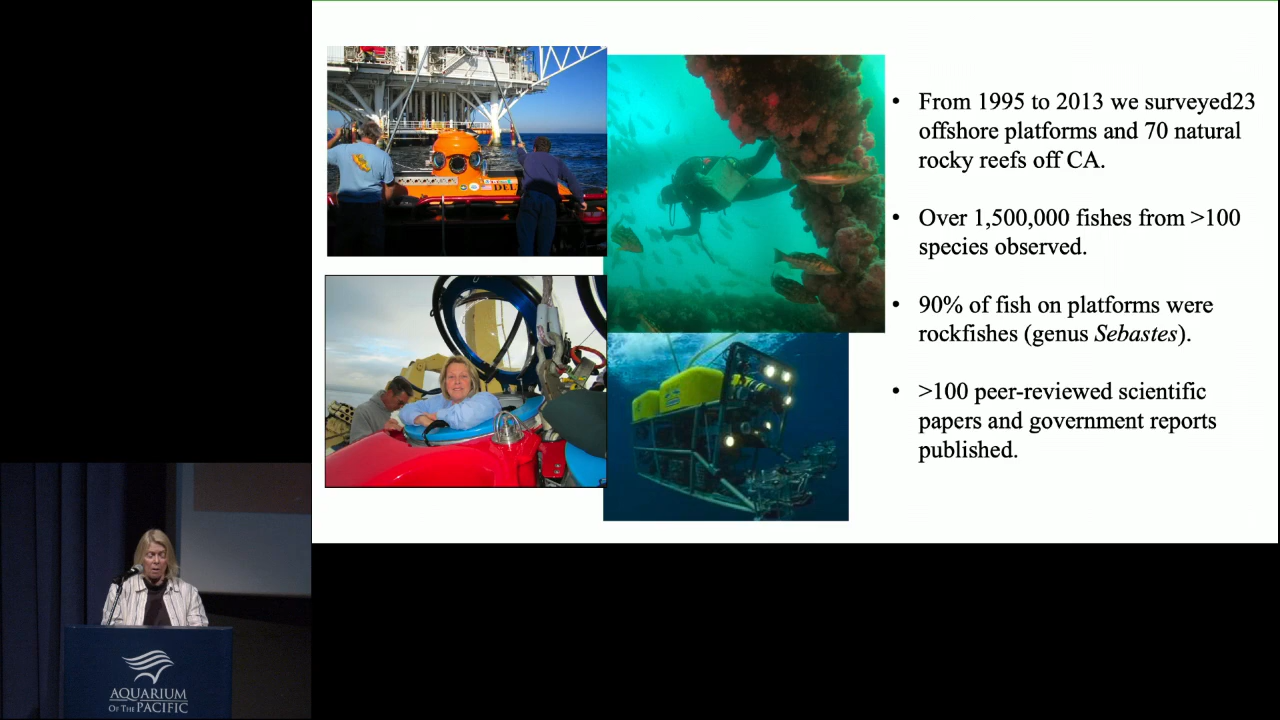 • From 1995 to 2013 we surveyed23
offshore platforms and 70 natural
rocky reefs off CA.
• Over 1,500,000 fishes from >100
species observed.
• 90% of fish on platforms were
rockfishes (genus Sebastes).
• >100 peer-reviewed scientific
papers and government reports
published.
DEL
AQUARIUM
OF THE PACIFIC